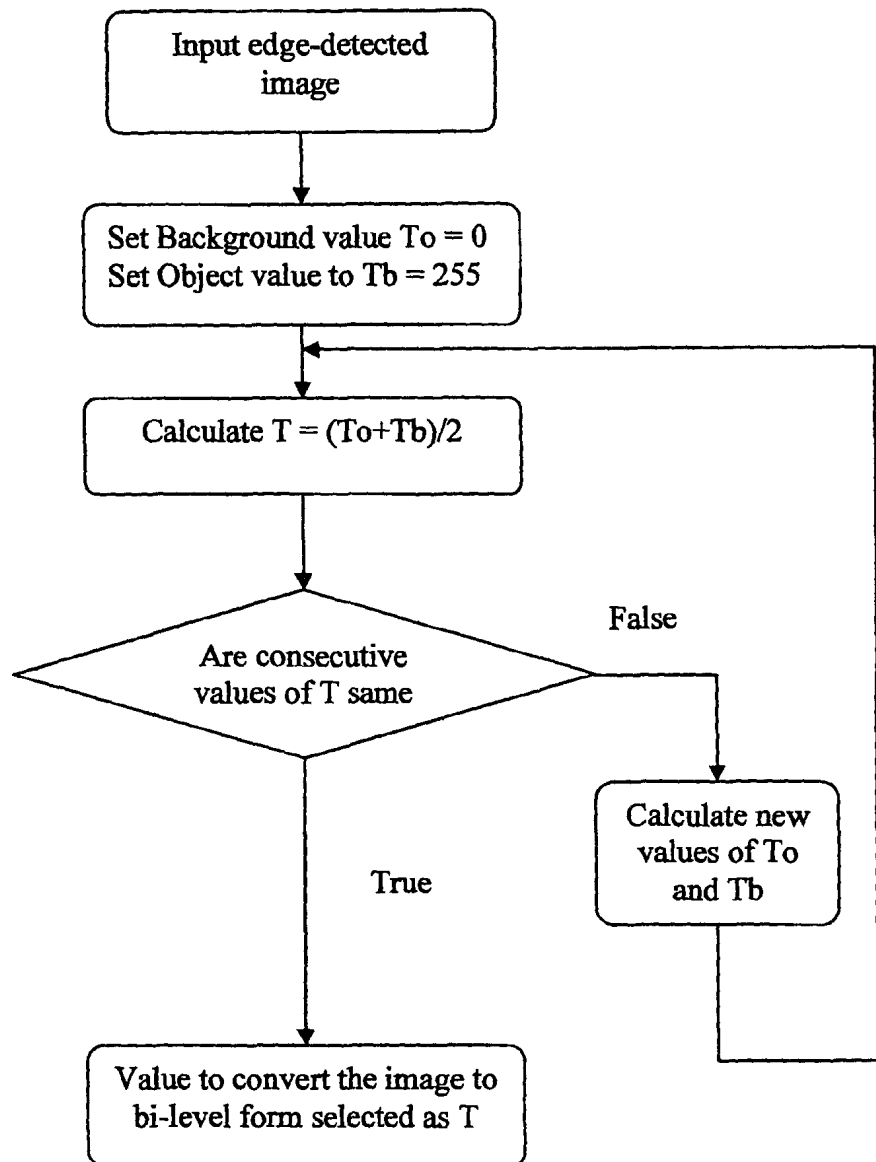 Input edge-detected
image
Set Background value To = 0
Set Object value to Tb = 255
Calculate T = (To+Tb)/2
Are consecutive
values of T same
False
Calculate new
values of To
and Tb
True
Value to convert the image to
bi-level form selected as T